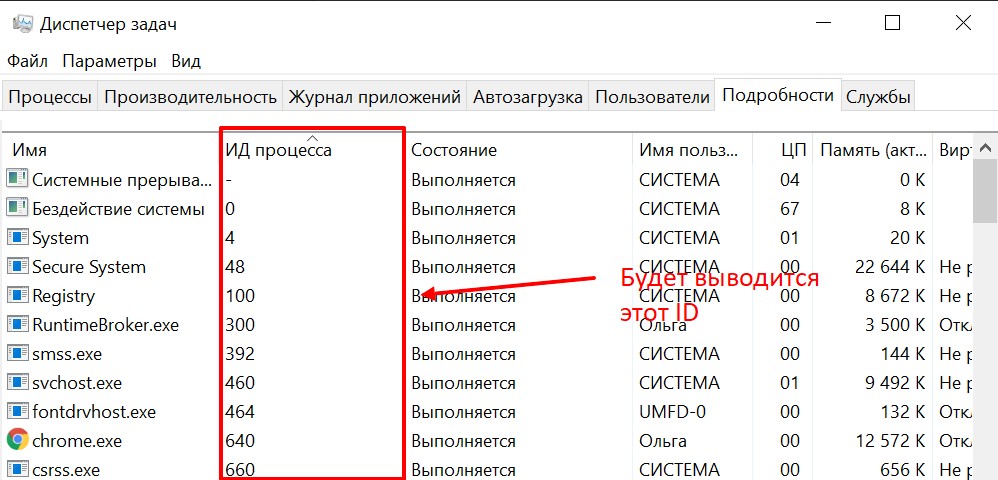 Диспетчер задач
Файл Параметры Вид
Процессы Производительность Журнал приложений Автозагрузка Пользователи Подробности Службы
Имя ИД процесса Состояние Имя польз... ЦП Память (акт... Вирт
Системные прерыва... - Выполняется СИСТЕМА 04 0 K
Бездействие системы 0 Выполняется СИСТЕМА 67 8 K
System 4 Выполняется СИСТЕМА 01 20 K
Secure System 48 Выполняется СИСТЕМА 00 22 644 K Не р
Registry 100 Выполняется СИСТЕМА 00 8 672 K Не р
RuntimeBroker.exe 300 Выполняется Ольга 00 3 500 K Откл
smss.exe 392 Выполняется СИСТЕМА 00 144 K Не р
svchost.exe 460 Выполняется СИСТЕМА 01 9 492 K Не р
fontdrvhost.exe 464 Выполняется UMFD-0 00 132 K Откл
chrome.exe 640 Выполняется Ольга 00 12 572 K Откл
csrss.exe 660 Выполняется СИСТЕМА 00 656 K Не р
Будет выводится
этот ID